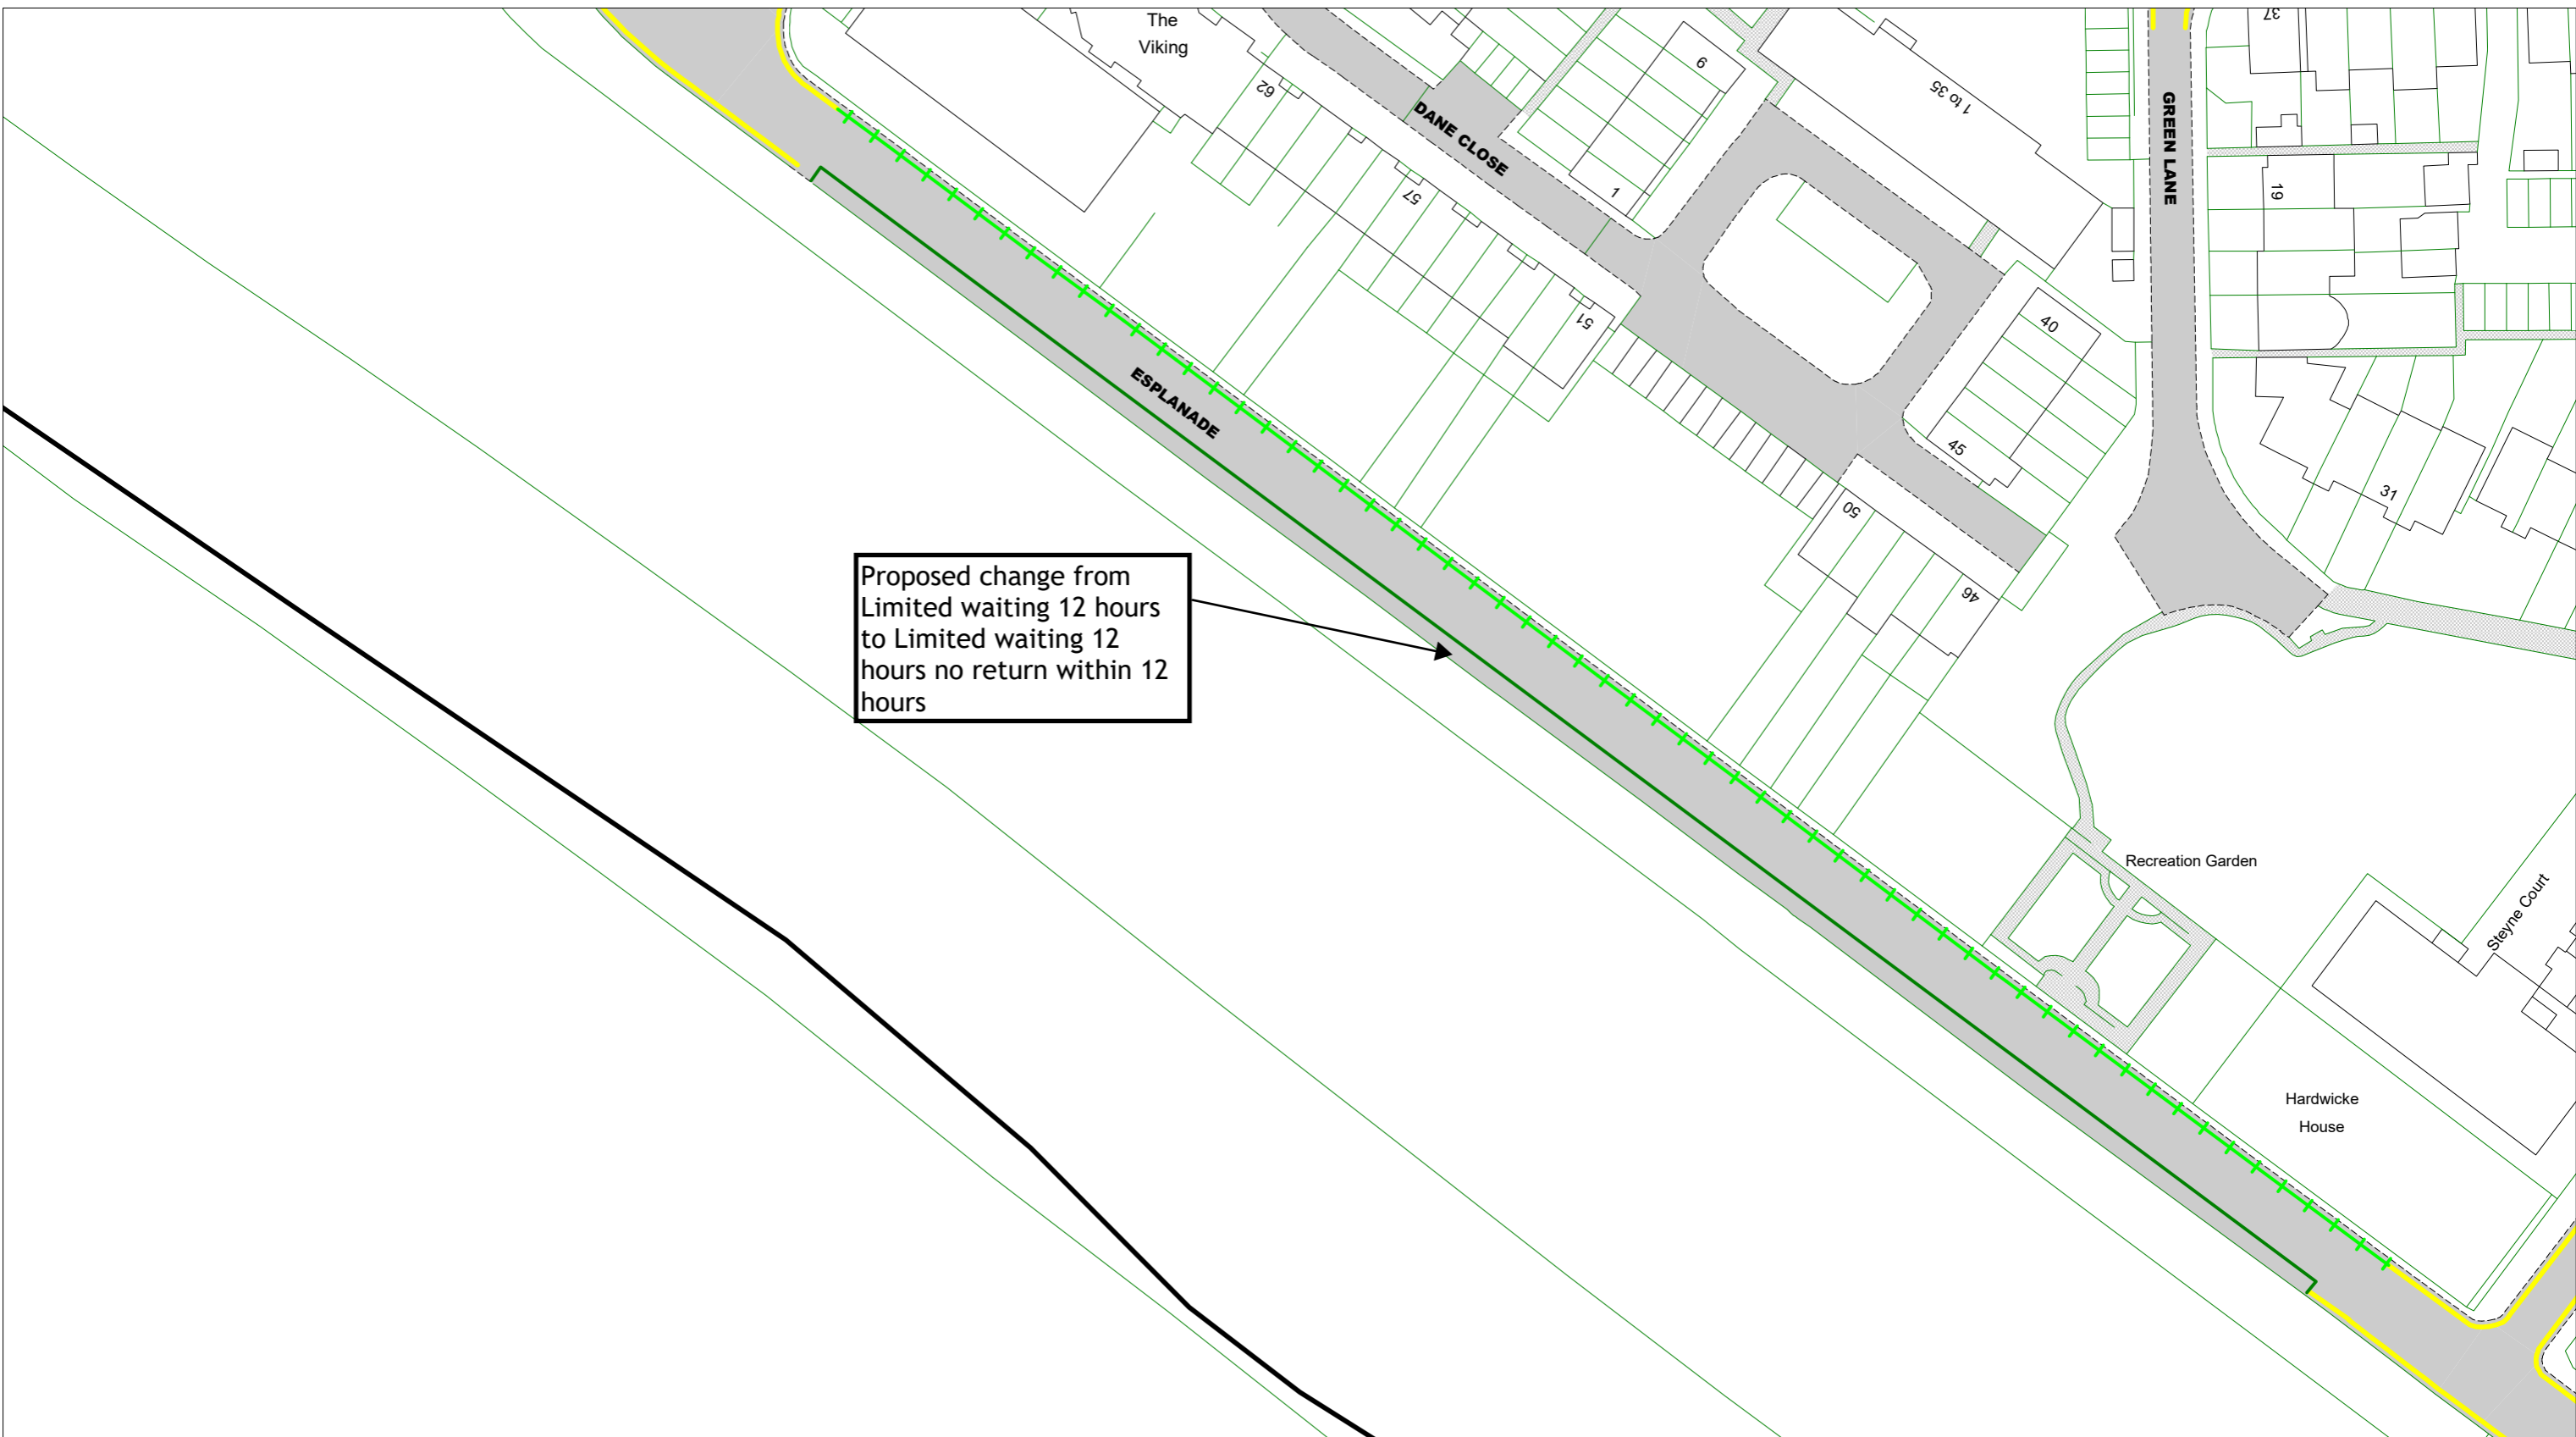 The
Viking
62
DANE CLOSE
9
1 to 35
GREEN LANE
37
19
57
1
51
40
ESPLANADE
45
31
50
46
Proposed change from
Limited waiting 12 hours
to Limited waiting 12
hours no return within 12
hours
Recreation Garden
Steyne Court
Hardwicke
House